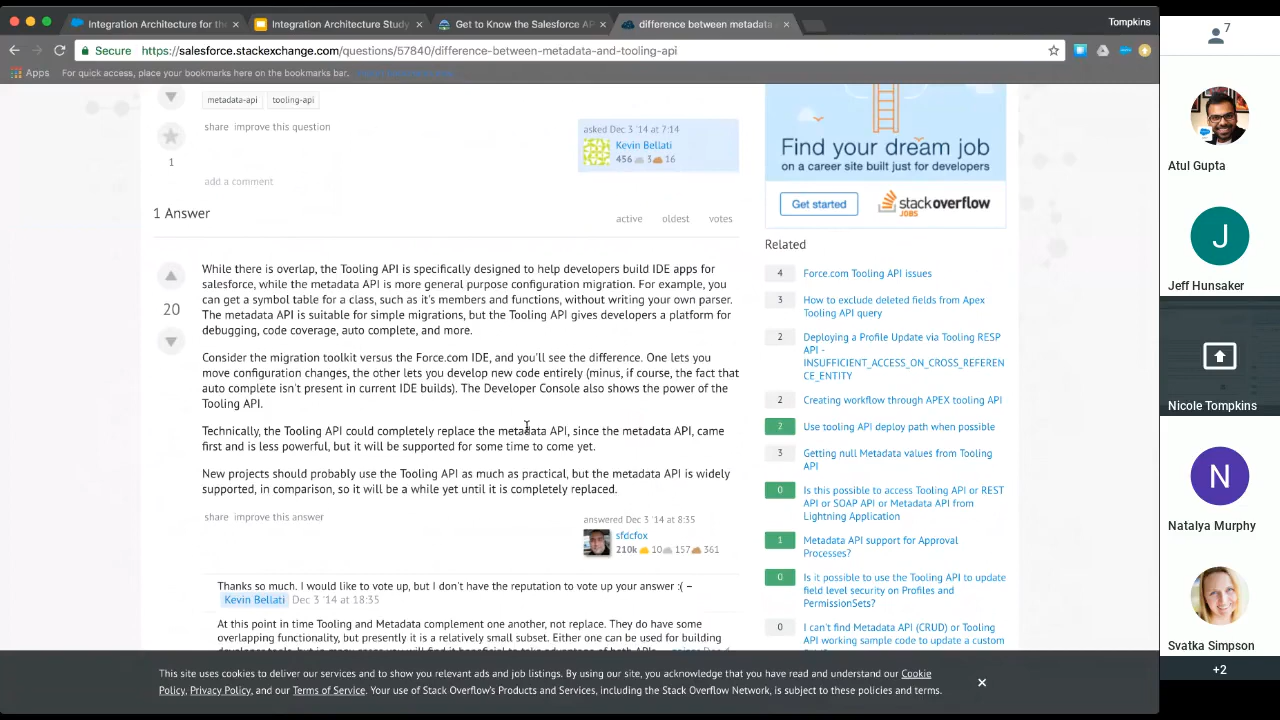 Integration Architecture for the
Integration Architecture Study
Get to Know the Salesforce AP
difference between metadata
Tompkins
Secure https://salesforce.stackexchange.com/questions/57840/difference-between-metadata-and-tooling-api
Apps For quick access, place your bookmarks here on the bookmarks bar.
metadata-api tooling-api
share improve this question
asked Dec 3 '14 at 7:14
Kevin Bellati
456 3 16
1
add a comment
1 Answer
active oldest votes
While there is overlap, the Tooling API is specifically designed to help developers build IDE apps for
salesforce, while the metadata API is more general purpose configuration migration. For example, you
can get a symbol table for a class, such as it's members and functions, without writing your own parser.
The metadata API is suitable for simple migrations, but the Tooling API gives developers a platform for
debugging, code coverage, auto complete, and more.
20
Consider the migration toolkit versus the Force.com IDE, and you'll see the difference. One lets you
move configuration changes, the other lets you develop new code entirely (minus, if course, the fact that
auto complete isn't present in current IDE builds). The Developer Console also shows the power of the
Tooling API.
Technically, the Tooling API could completely replace the metadata API, since the metadata API, came
first and is less powerful, but it will be supported for some time to come yet.
New projects should probably use the Tooling API as much as practical, but the metadata API is widely
supported, in comparison, so it will be a while yet until it is completely replaced.
share improve this answer
answered Dec 3 '14 at 8:35
sfdcfox
210k 10 157 361
Thanks so much. I would like to vote up, but I don't have the reputation to vote up your answer :( –
Kevin Bellati Dec 3 '14 at 18:35
At this point in time Tooling and Metadata complement one another, not replace. They do have some
overlapping functionality, but presently it is a relatively small subset. Either one can be used for building
Find your dream job
on a career site built just for developers
Get started
stackoverflow
JOBS
Related
4 Force.com Tooling API issues
3 How to exclude deleted fields from Apex
Tooling API query
2 Deploying a Profile Update via Tooling RESP
API -
INSUFFICIENT_ACCESS_ON_CROSS_REFEREN
CE_ENTITY
2 Creating workflow through APEX tooling API
2 Use tooling API deploy path when possible
3 Getting null Metadata values from Tooling
API
0 Is this possible to access Tooling API or REST
API or SOAP API or Metadata API from
Lightning Application
1 Metadata API support for Approval
Processes?
0 Is it possible to use the Tooling API to update
field level security on Profiles and
PermissionSets?
0 I can't find Metadata API (CRUD) or Tooling
API working sample code to update a custom
This site uses cookies to deliver our services and to show you relevant ads and job listings. By using our site, you acknowledge that you have read and understand our Cookie
Policy, Privacy Policy, and our Terms of Service. Your use of Stack Overflow's Products and Services, including the Stack Overflow Network, is subject to these policies and terms.
7
Atul Gupta
J
Jeff Hunsaker
Nicole Tompkins
N
Natalya Murphy
Svatka Simpson
+2